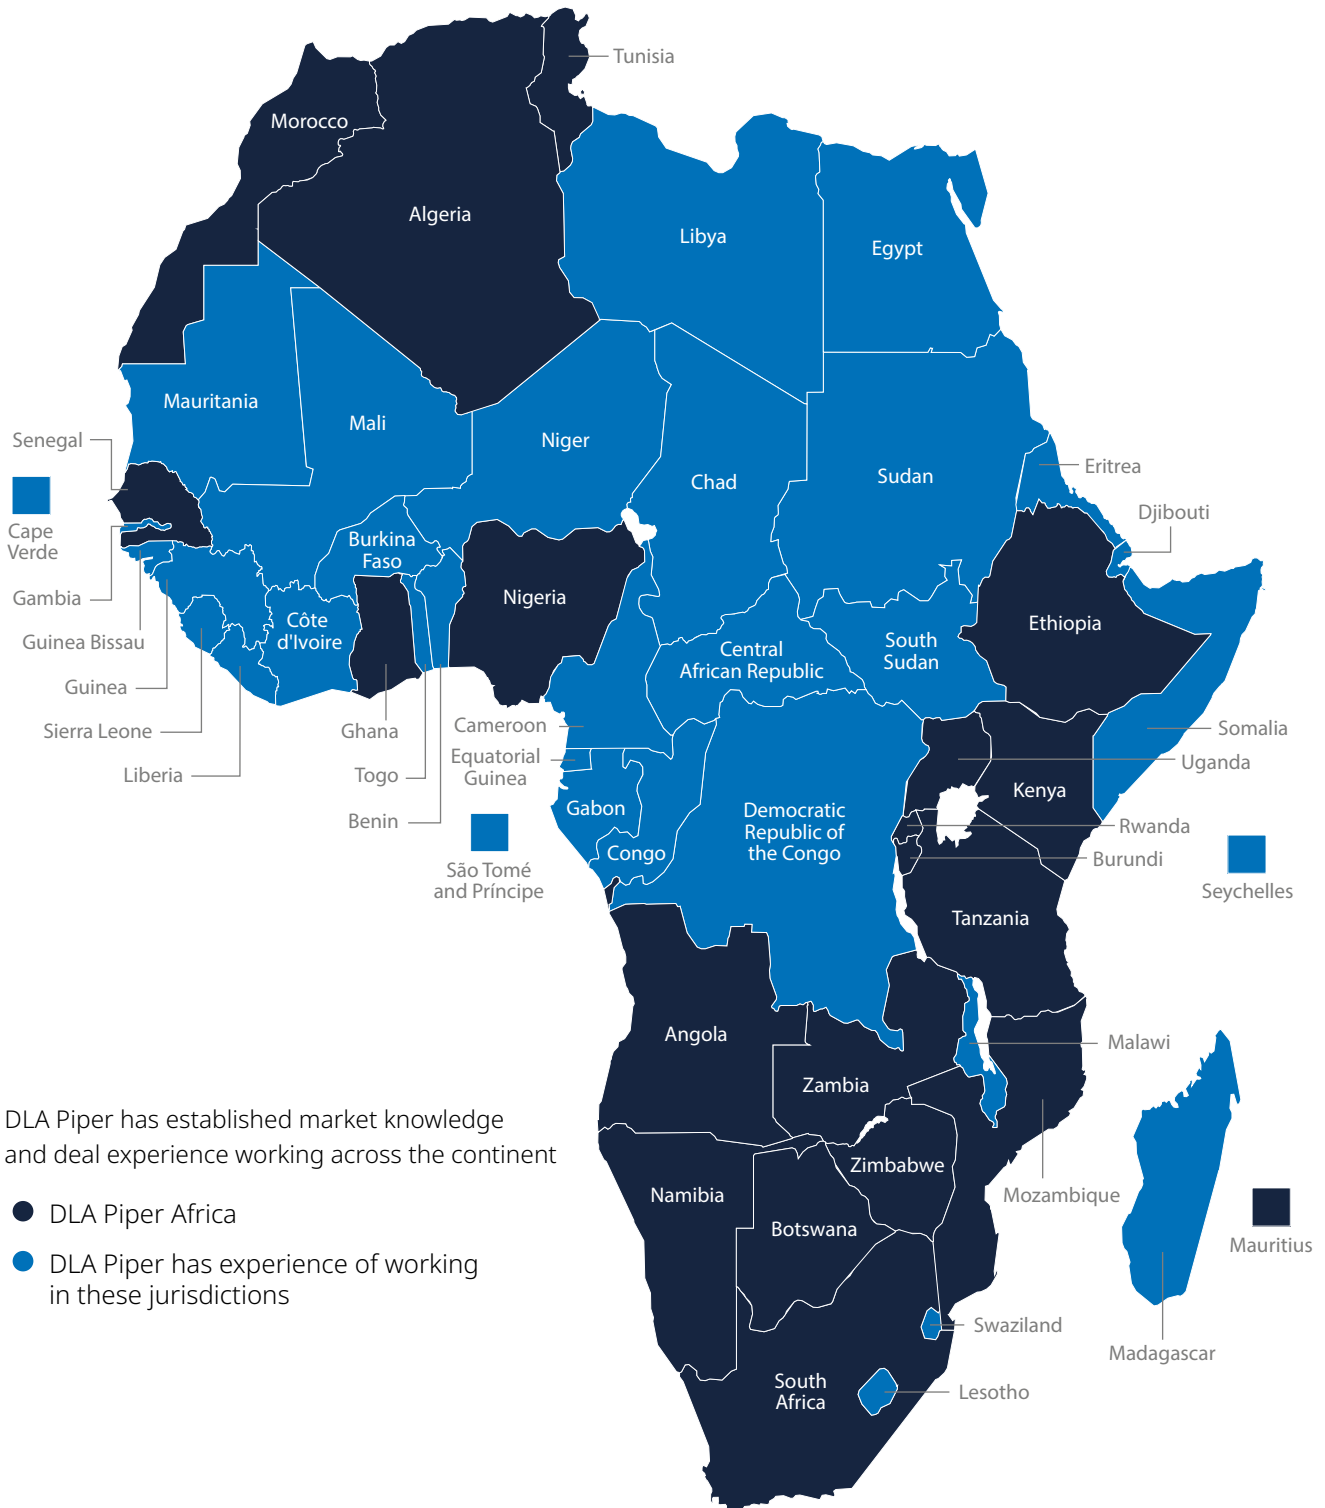 Tunisia
Morocco
Algeria
Libya
Egypt
Mauritania
Mali
Niger
Chad
Sudan
Senegal
Eritrea
Cape
Verde
Djibouti
Burkina
Faso
Gambia
Nigeria
Côte
d'Ivoire
Ethiopia
Guinea Bissau
South
Sudan
Central
African Republic
Guinea
Sierra Leone
Ghana
Cameroon
Somalia
Liberia
Togo
Equatorial
Guinea
Uganda
Kenya
Benin
Gabon
Democratic
Republic of
the Congo
Rwanda
Congo
Burundi
São Tomé
and Príncipe
Seychelles
Tanzania
Angola
Malawi
Zambia
DLA Piper has established market knowledge
and deal experience working across the continent
Zimbabwe
Namibia
Mozambique
Botswana
DLA Piper Africa
Mauritius
DLA Piper has experience of working
in these jurisdictions
Swaziland
Madagascar
South
Africa
Lesotho